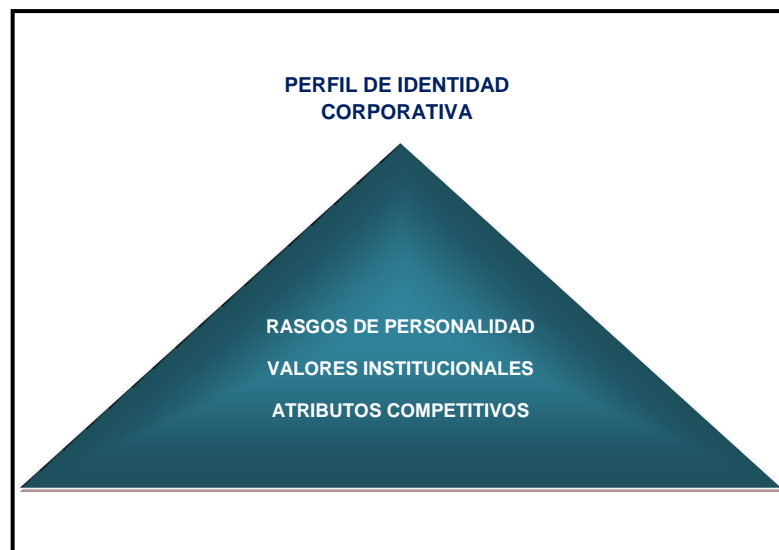 PERFIL DE IDENTIDAD
CORPORATIVA
RASGOS DE PERSONALIDAD
VALORES INSTITUCIONALES
ATRIBUTOS COMPETITIVOS